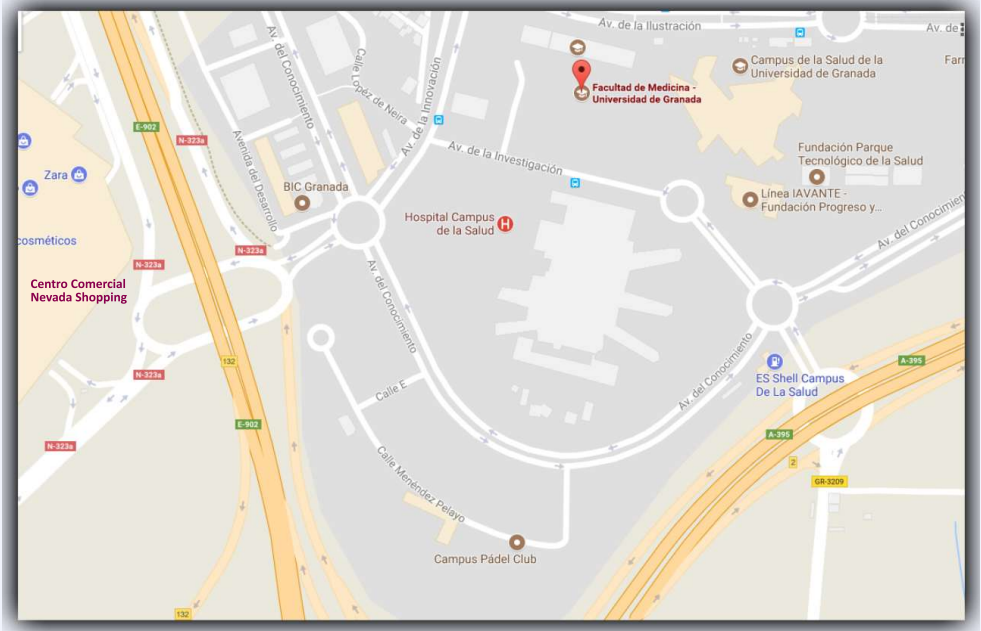 Av. de la Ilustración
Av. de
Av. del Conocimiento
Calle López de Neira
Av. de la Innovación
Campus de la Salud de la
Universidad de Granada
Farr
Facultad de Medicina -
Universidad de Granada
E-902
N-323a
Avenida del Desarrollo
Av. de la Investigación
Fundación Parque
Tecnológico de la Salud
Zara
BIC Granada
Línea IAVANTE -
Fundación Progreso y...
Hospital Campus
de la Salud
Av. del Conocimiento
cosméticos
N-323a
N-323a
Centro Comercial
Nevada Shopping
Av. del Conocimiento
132
N-323a
Calle E
Av. del Conocimiento
ES Shell Campus
De La Salud
A-395
E-902
N-323a
A-395
2
GR-3209
Calle Menéndez Pelayo
Campus Pádel Club
132